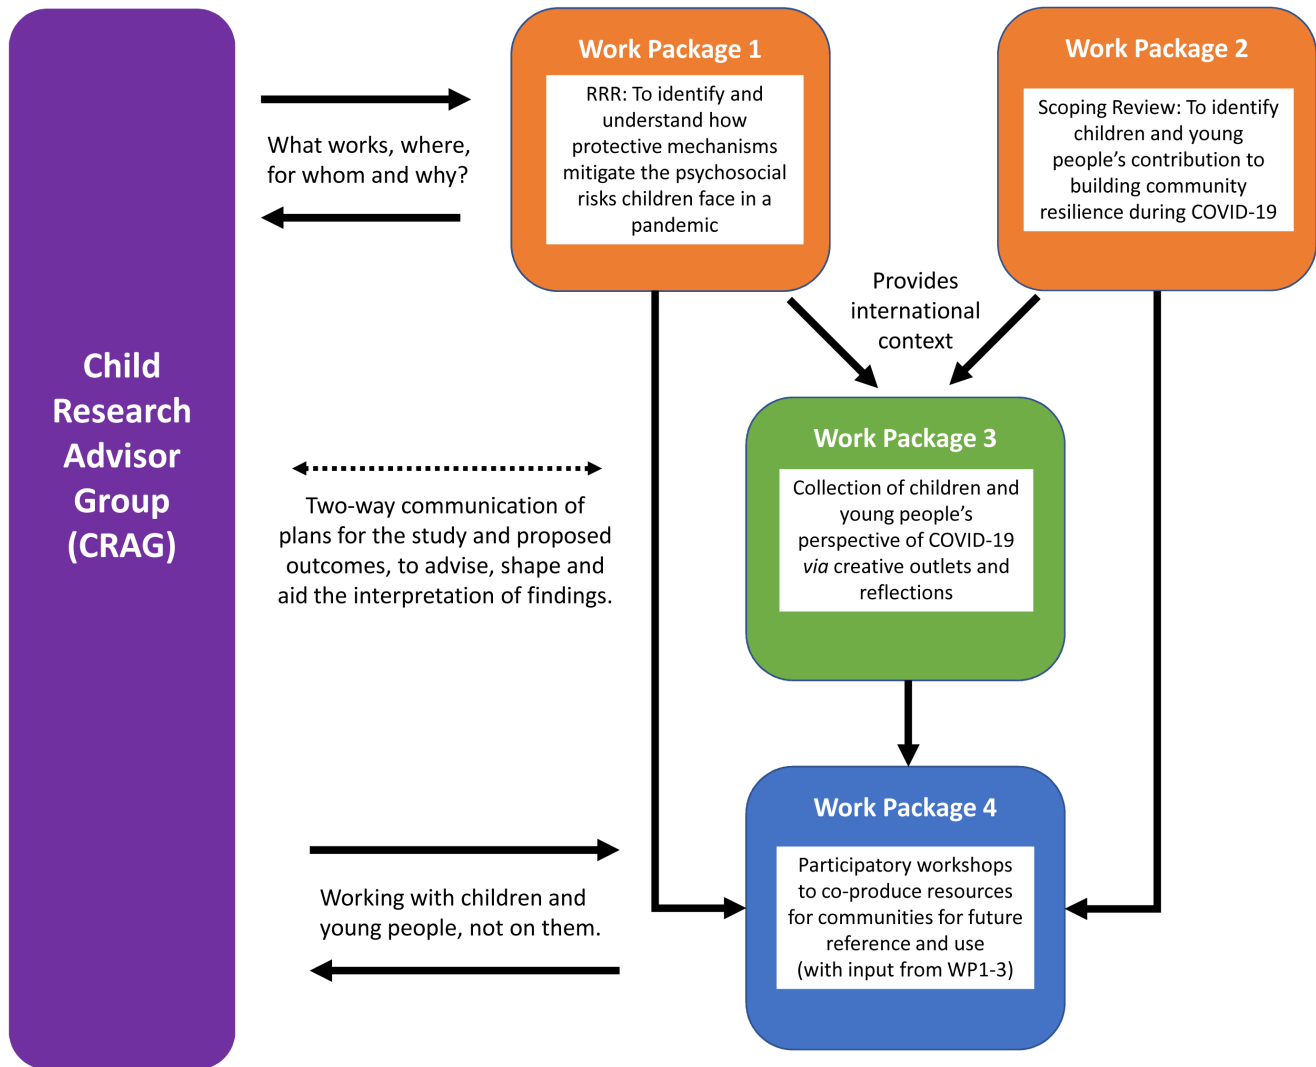 Child
Research
Advisor
Group
(CRAG)
What works, where,
for whom and why?
Two-way communication of
plans for the study and proposed
outcomes, to advise, shape and
aid the interpretation of findings.
Working with children and
young people, not on them.
Work Package 1
RRR: To identify and
understand how
protective mechanisms
mitigate the psychosocial
risks children face in a
pandemic
Work Package 2
Scoping Review: To identify
children and young
people’s contribution to
building community
resilience during COVID-19
Provides
international
context
Work Package 3
Collection of children and
young people’s
perspective of COVID-19
via creative outlets and
reflections
Work Package 4
Participatory workshops
to co-produce resources
for communities for future
reference and use
(with input from WP1-3)